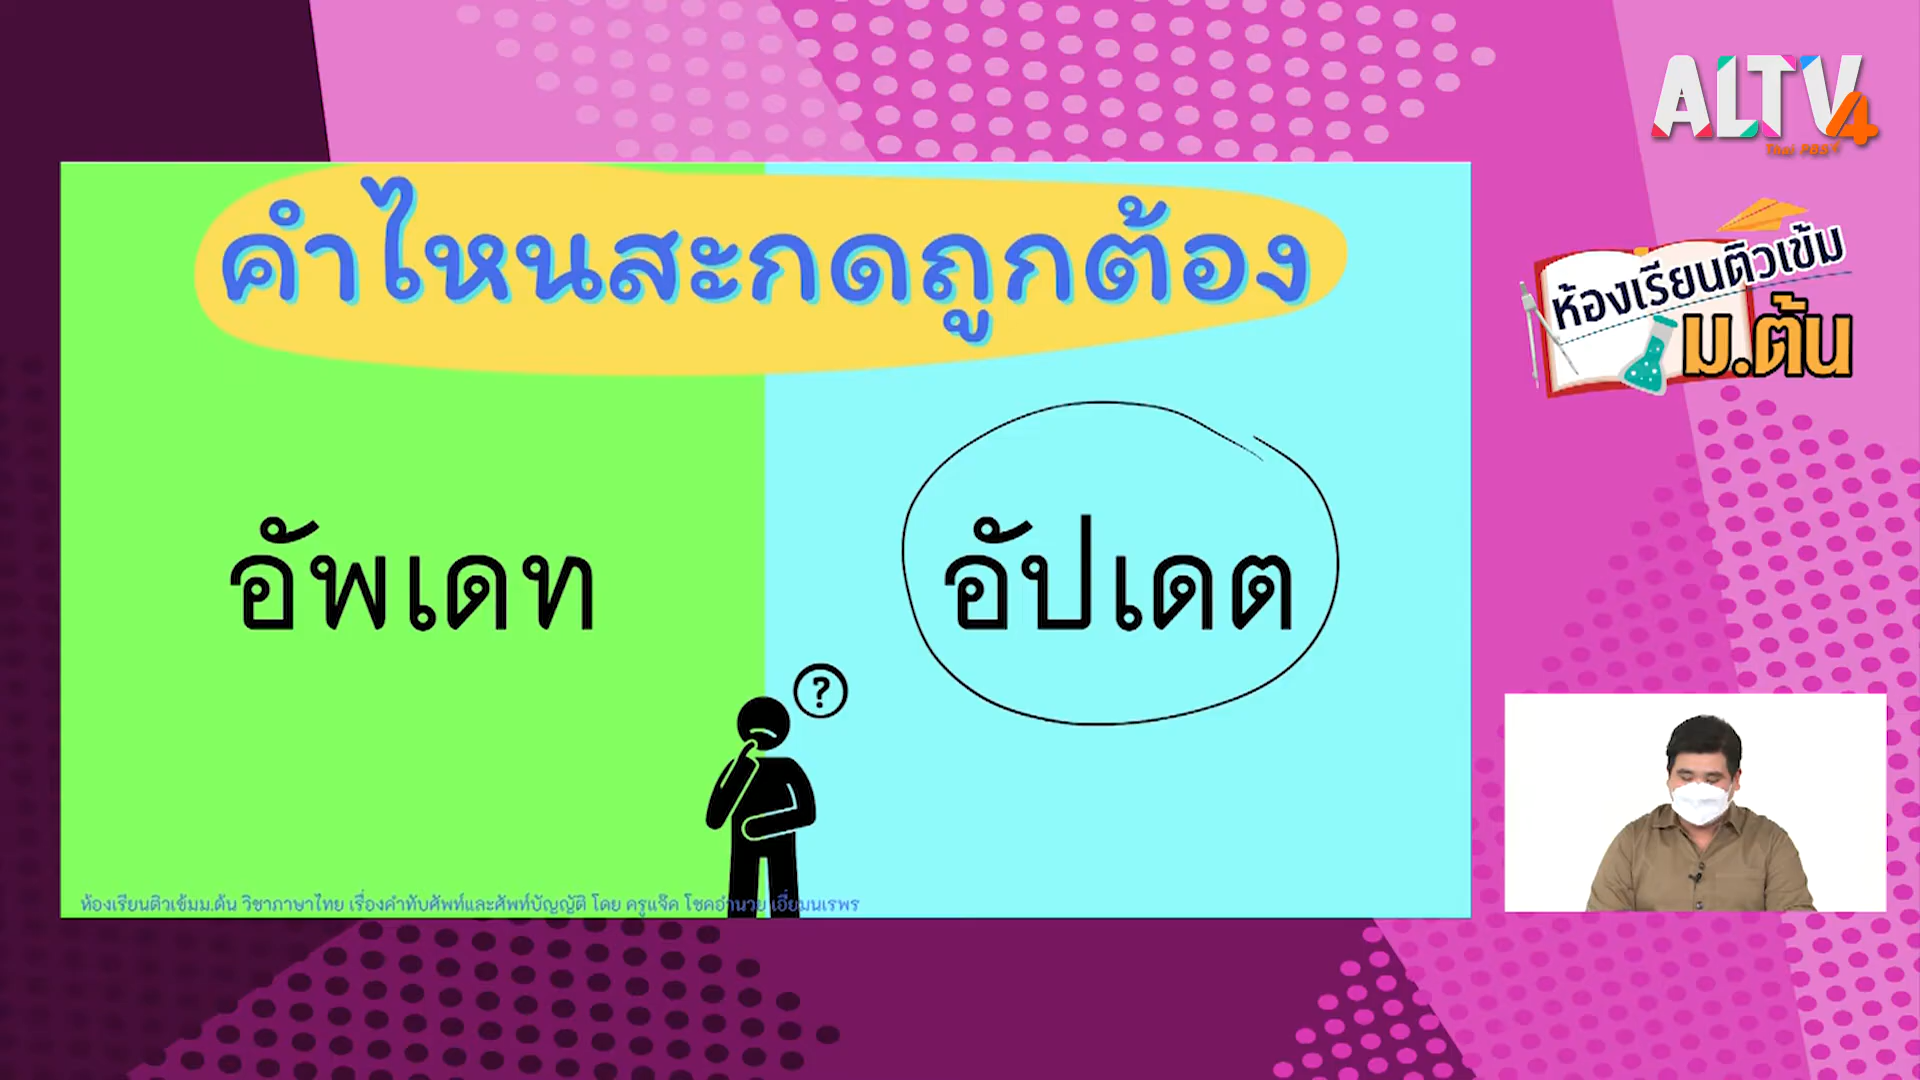 ALTV4
Thai PBS
ห้องเรียนติวเข้ม
ม.ต้น
คำไหนสะกดถูกต้อง
อัพเดท
อัปเดต
?
ห้องเรียนติวเข้มม.ต้น วิชาภาษาไทย เรื่องคำทับศัพท์และศัพท์บัญญัติ โดย ครูแจ๊ค โชคอำนวย เอี่ยมนเรพร